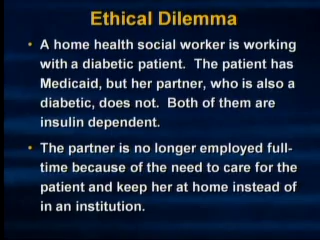 Ethical Dilemma
• A home health social worker is working
with a diabetic patient. The patient has
Medicaid, but her partner, who is also a
diabetic, does not. Both of them are
insulin dependent.
• The partner is no longer employed full-
time because of the need to care for the
patient and keep her at home instead of
in an institution.